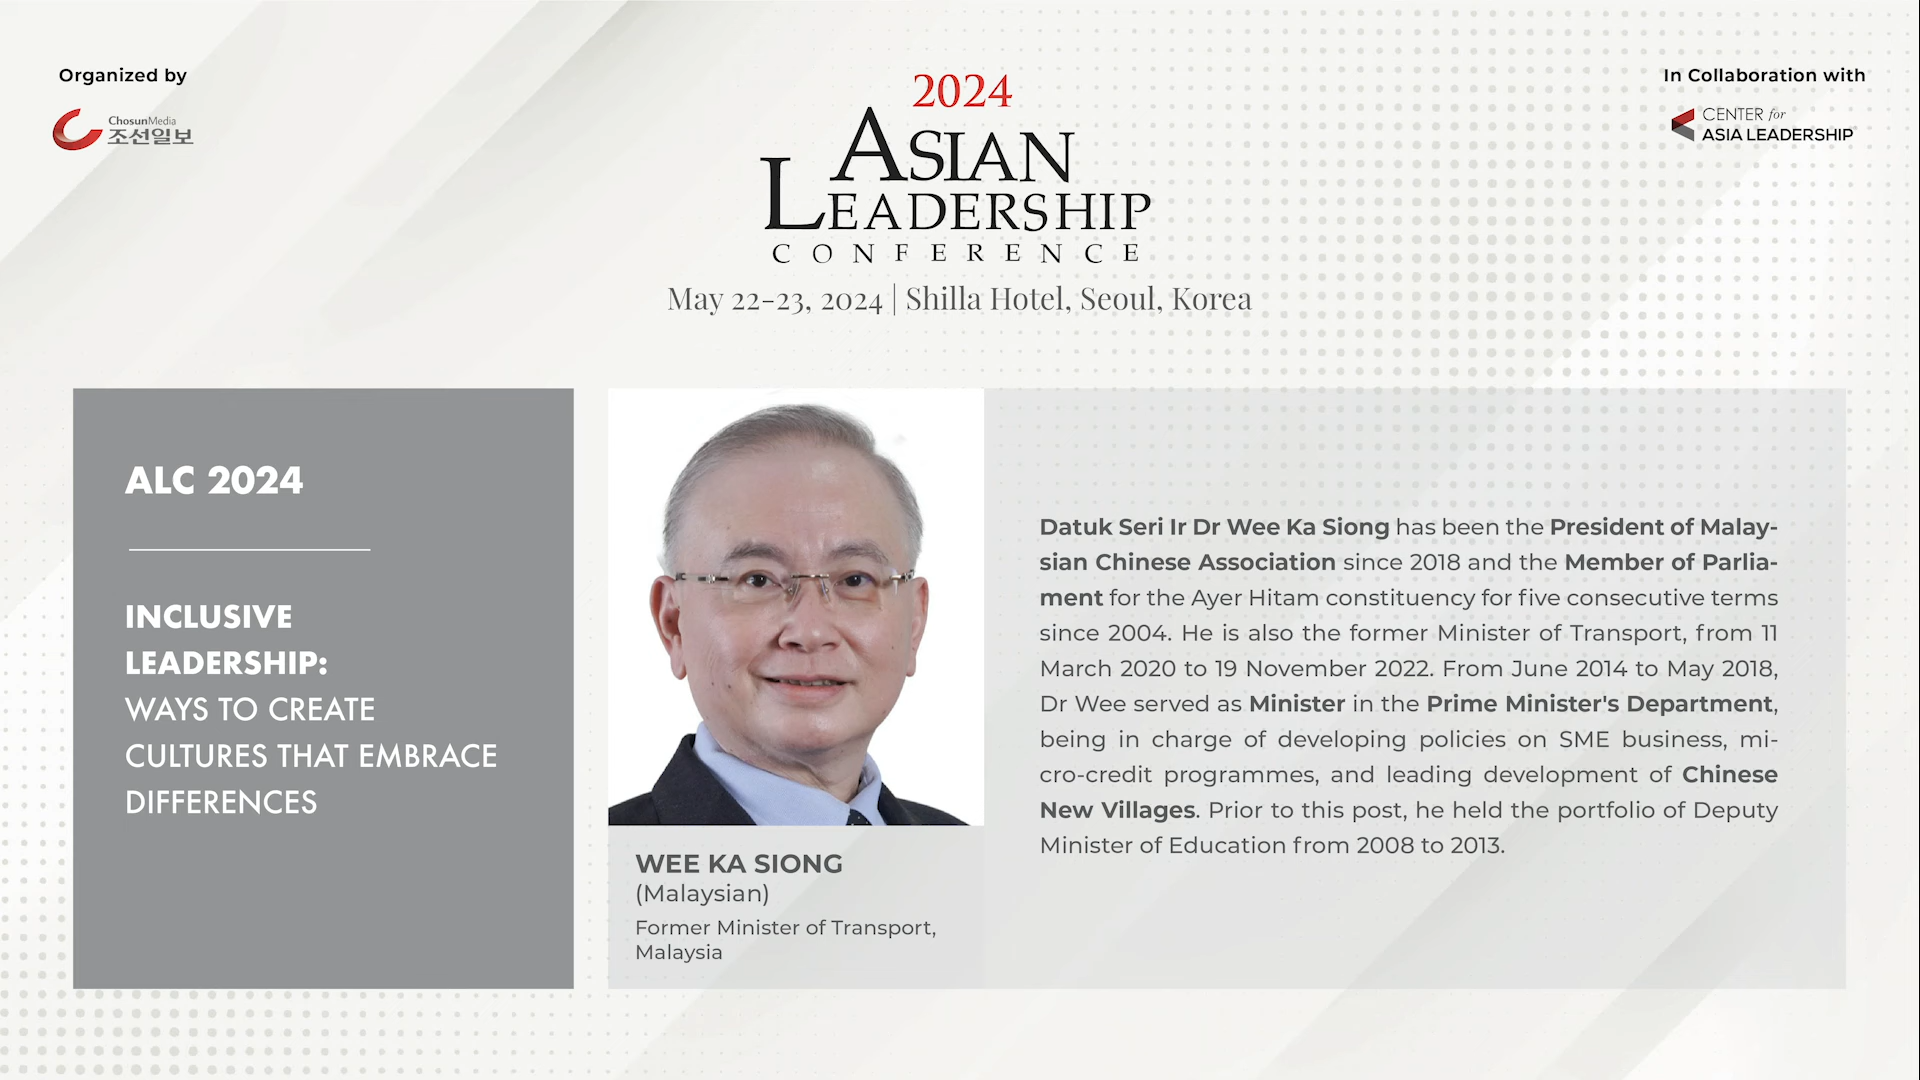 Organized by
ChosunMedia
조선일보
2024
ASIAN
LEADERSHIP
CONFERENCE
May 22-23, 2024 | Shilla Hotel, Seoul, Korea
In Collaboration with
CENTER for
ASIA LEADERSHIP
ALC 2024
INCLUSIVE
LEADERSHIP:
WAYS TO CREATE
CULTURES THAT EMBRACE
DIFFERENCES
WEE KA SIONG
(Malaysian)
Former Minister of Transport,
Malaysia
Datuk Seri Ir Dr Wee Ka Siong has been the President of Malay-
sian Chinese Association since 2018 and the Member of Parlia-
ment for the Ayer Hitam constituency for five consecutive terms
since 2004. He is also the former Minister of Transport, from 11
March 2020 to 19 November 2022. From June 2014 to May 2018,
Dr Wee served as Minister in the Prime Minister's Department,
being in charge of developing policies on SME business, mi-
cro-credit programmes, and leading development of Chinese
New Villages. Prior to this post, he held the portfolio of Deputy
Minister of Education from 2008 to 2013.